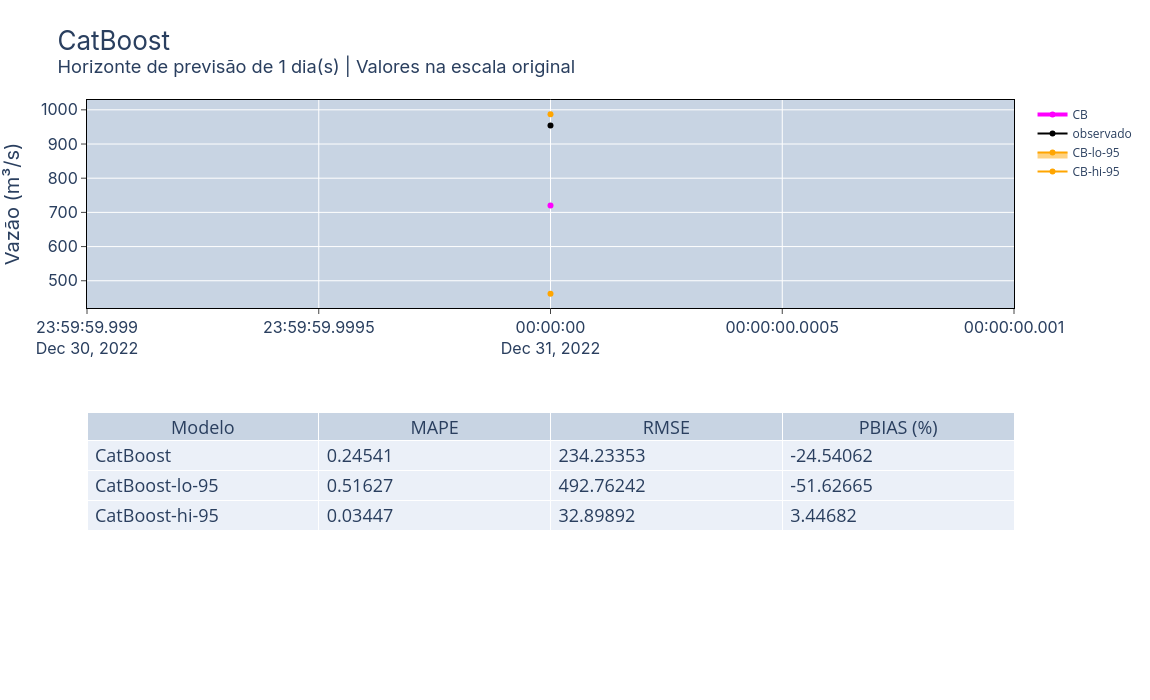 CatBoost
Horizonte de previsão de 1 dia(s) | Valores na escala original
Vazão (m³/s)
1000
900
800
700
600
500
23:59:59.999
Dec 30, 2022
23:59:59.9995
00:00:00
Dec 31, 2022
00:00:00.0005
00:00:00.001
CB
observado
CB-lo-95
CB-hi-95
Modelo MAPE RMSE PBIAS (%)
CatBoost 0.24541 234.23353 -24.54062
CatBoost-lo-95 0.51627 492.76242 -51.62665
CatBoost-hi-95 0.03447 32.89892 3.44682